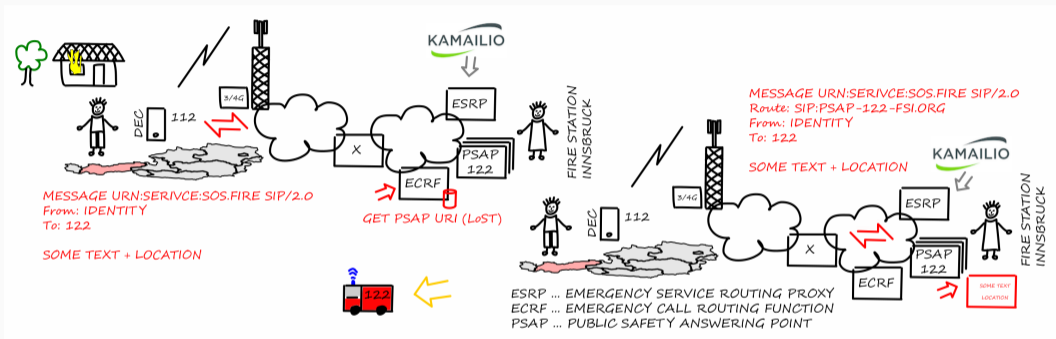 KAMAILIO
3/4G
DEC
112
ESRP
X
PSAP
122
ECRF
FIRE STATION
INNSBRUCK
MESSAGE URN:SERIVCE:SOS.FIRE SIP/2.0
From: IDENTITY
To: 122
SOME TEXT + LOCATION
GET PSAP URI (LoST)
122
MESSAGE URN:SERIVCE:SOS.FIRE SIP/2.0
Route: SIP:PSAP-122-FSI.ORG
From: IDENTITY
To: 122
SOME TEXT + LOCATION
KAMAILIO
3/4G
DEC
112
ESRP
X
PSAP
122
ECRF
FIRE STATION
INNSBRUCK
SOME TEXT
LOCATION
ESRP ... EMERGENCY SERVICE ROUTING PROXY
ECRF ... EMERGENCY CALL ROUTING FUNCTION
PSAP ... PUBLIC SAFETY ANSWERING POINT